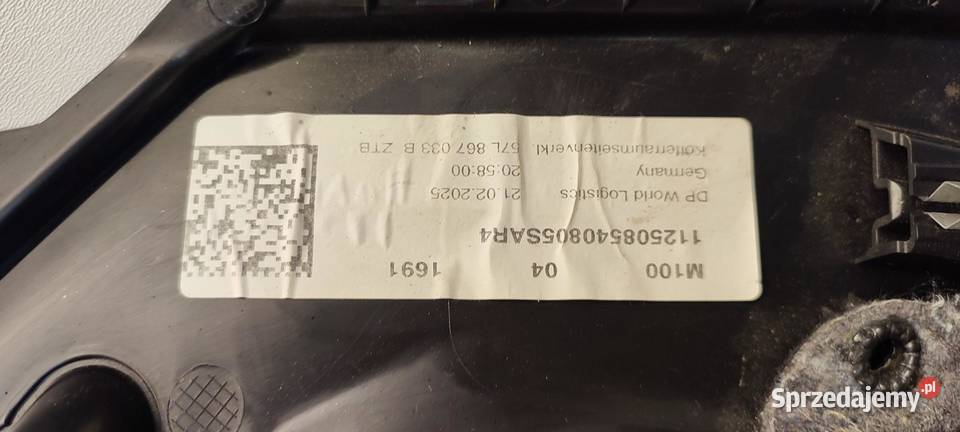 M100 04 1691
112508540805SSAR4
DP World Logistics 21.02.2025
Germany 20:58:00
Kofferraumseitenverkl. 57L 867 033 B ZTB
Sprzedajemy.pl